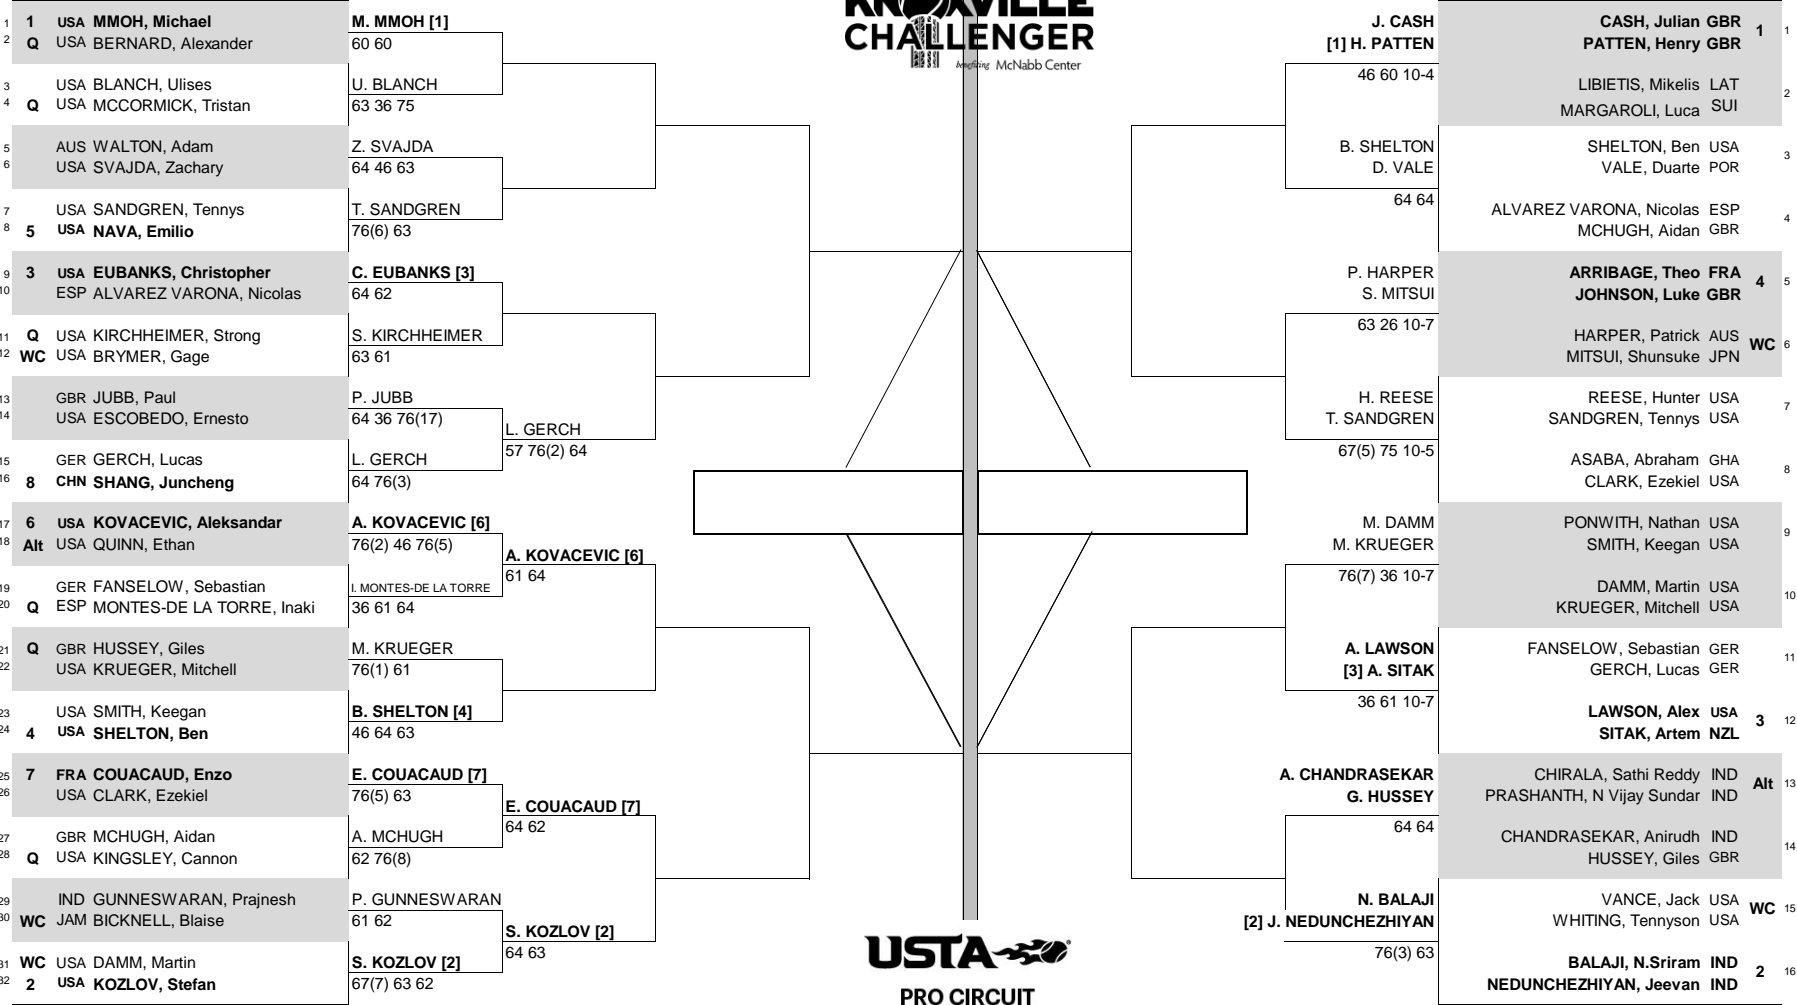 KNOXVILLE
CHALLENGER
benefiting McNabb Center
1 1 USA MMOH, Michael
2 Q USA BERNARD, Alexander
3 USA BLANCH, Ulises
4 Q USA MCCORMICK, Tristan
5 AUS WALTON, Adam
6 USA SVAJDA, Zachary
7 USA SANDGREN, Tennys
8 5 USA NAVA, Emilio
9 3 USA EUBANKS, Christopher
10 ESP ALVAREZ VARONA, Nicolas
11 Q USA KIRCHHEIMER, Strong
12 WC USA BRYMER, Gage
13 GBR JUBB, Paul
14 USA ESCOBEDO, Ernesto
15 GER GERCH, Lucas
16 8 CHN SHANG, Juncheng
17 6 USA KOVACEVIC, Aleksandar
18 Alt USA QUINN, Ethan
19 GER FANSELOW, Sebastian
20 Q ESP MONTES-DE LA TORRE, Inaki
21 Q GBR HUSSEY, Giles
22 USA KRUEGER, Mitchell
23 USA SMITH, Keegan
24 4 USA SHELTON, Ben
25 7 FRA COUACAUD, Enzo
26 USA CLARK, Ezekiel
27 GBR MCHUGH, Aidan
28 Q USA KINGSLEY, Cannon
29 IND GUNNESWARAN, Prajnesh
30 WC JAM BICKNELL, Blaise
31 WC USA DAMM, Martin
32 2 USA KOZLOV, Stefan
M. MMOH [1]
60 60
U. BLANCH
63 36 75
Z. SVAJDA
64 46 63
T. SANDGREN
76(6) 63
C. EUBANKS [3]
64 62
S. KIRCHHEIMER
63 61
P. JUBB
64 36 76(17)
L. GERCH
64 76(3)
A. KOVACEVIC [6]
76(2) 46 76(5)
I. MONTES-DE LA TORRE
36 61 64
M. KRUEGER
76(1) 61
B. SHELTON [4]
46 64 63
E. COUACAUD [7]
76(5) 63
A. MCHUGH
62 76(8)
P. GUNNESWARAN
61 62
S. KOZLOV [2]
67(7) 63 62
L. GERCH
57 76(2) 64
A. KOVACEVIC [6]
61 64
E. COUACAUD [7]
64 62
S. KOZLOV [2]
64 63
J. CASH
[1] H. PATTEN
46 60 10-4
B. SHELTON
D. VALE
64 64
P. HARPER
S. MITSUI
63 26 10-7
H. REESE
T. SANDGREN
67(5) 75 10-5
M. DAMM
M. KRUEGER
76(7) 36 10-7
A. LAWSON
[3] A. SITAK
36 61 10-7
A. CHANDRASEKAR
G. HUSSEY
64 64
N. BALAJI
[2] J. NEDUNCHEZHIYAN
76(3) 63
CASH, Julian GBR 1 1
PATTEN, Henry GBR
LIBIETIS, Mikelis LAT 2
MARGAROLI, Luca SUI
SHELTON, Ben USA 3
VALE, Duarte POR
ALVAREZ VARONA, Nicolas ESP 4
MCHUGH, Aidan GBR
ARRIBAGE, Theo FRA 4 5
JOHNSON, Luke GBR
HARPER, Patrick AUS WC 6
MITSUI, Shunsuke JPN
REESE, Hunter USA 7
SANDGREN, Tennys USA
ASABA, Abraham GHA 8
CLARK, Ezekiel USA
PONWITH, Nathan USA 9
SMITH, Keegan USA
DAMM, Martin USA 10
KRUEGER, Mitchell USA
FANSELOW, Sebastian GER 11
GERCH, Lucas GER
LAWSON, Alex USA 3 12
SITAK, Artem NZL
CHIRALA, Sathi Reddy IND Alt 13
PRASHANTH, N Vijay Sundar IND
CHANDRASEKAR, Anirudh IND 14
HUSSEY, Giles GBR
VANCE, Jack USA WC 15
WHITING, Tennyson USA
BALAJI, N.Sriram IND 2 16
NEDUNCHEZHIYAN, Jeevan IND
USTA
PRO CIRCUIT